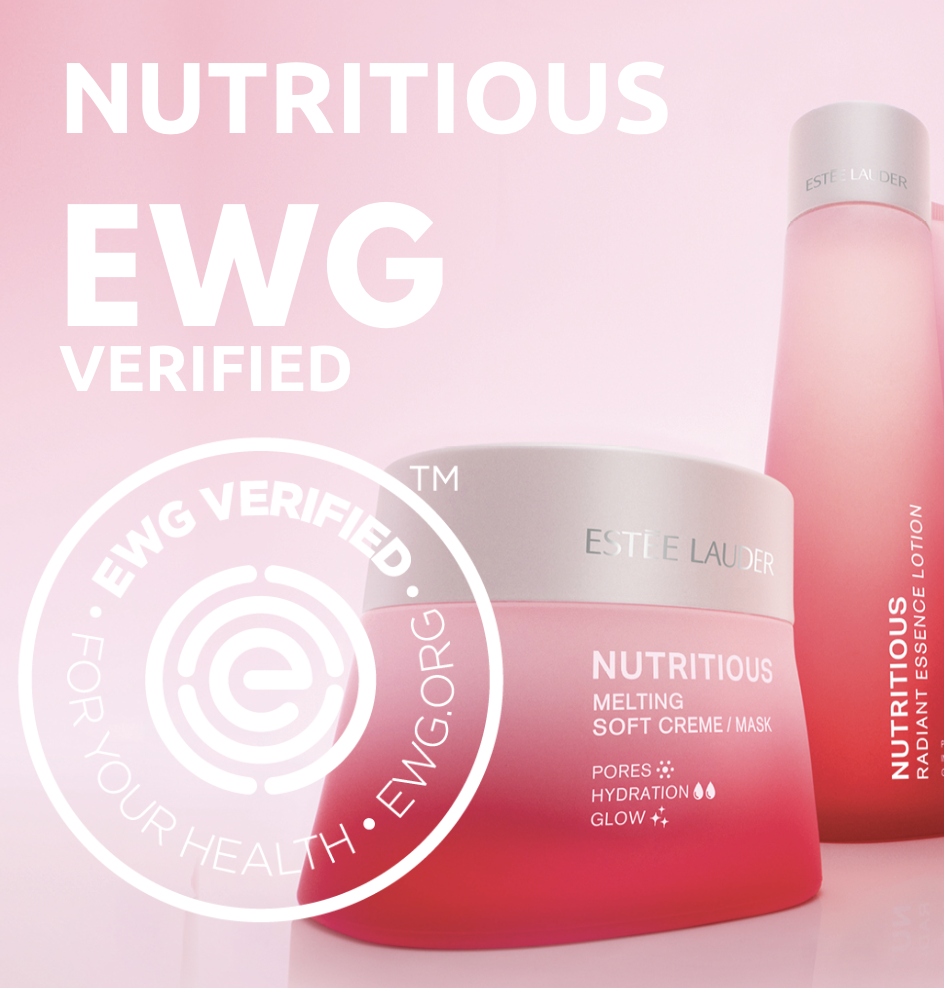 NUTRITIOUS
EWG
VERIFIED
• EWG VERIFIED •
TM
FOR YOUR HEALTH • EWG.ORG
ESTĒE LAUDER
NUTRITIOUS
MELTING
SOFT CREME / MASK
PORES
HYDRATION
GLOW
ESTĒE LAUDER
NUTRITIOUS
RADIANT ESSENCE LOTION